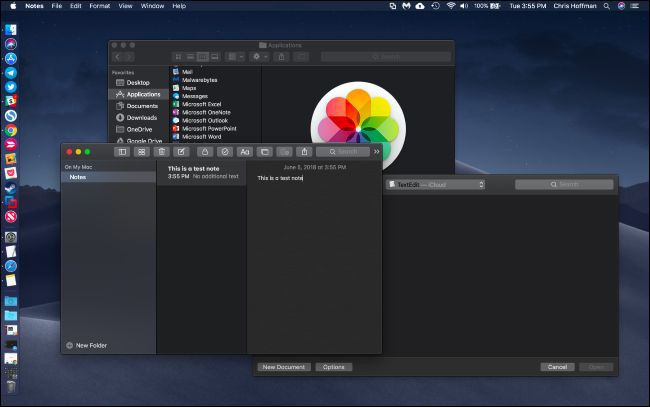 Notes File Edit Format View Window Help
100% Tue 3:55 PM Chris Hoffman
Applications
Search
Favorites
Desktop
Applications
Documents
Downloads
OneDrive
Google Drive
Mail
Malwarebytes
Maps
Messages
Microsoft Excel
Microsoft OneNote
Microsoft Outlook
Microsoft PowerPoint
Microsoft Word
Aa
Search
On My Mac
Notes
This is a test note
3:55 PM No additional text
June 5, 2018 at 3:55 PM
This is a test note
New Folder
TextEdit — iCloud
Search
New Document
Options
Cancel
Open